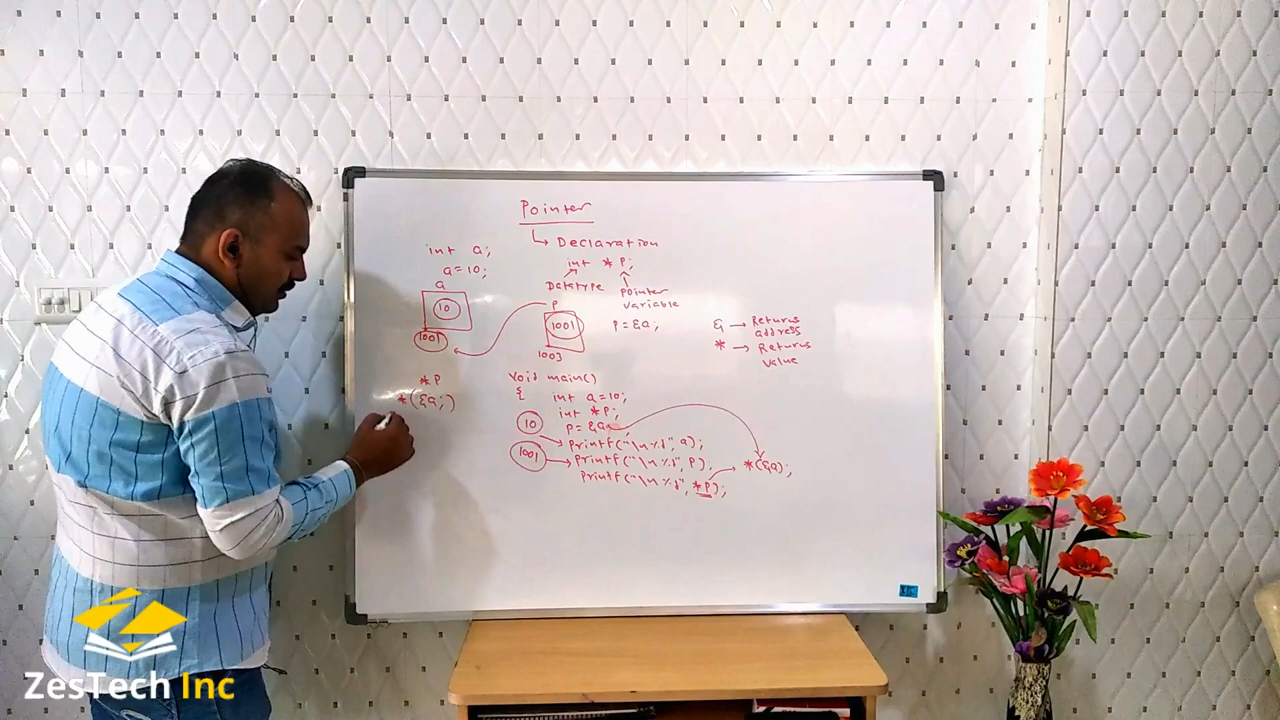 Pointer
Declaration
int a;
a=10;
int * P;
Datatype
Pointer
variable
a
10
1001
P
1001
1003
P = &a;
& → Returns
address
* → Returns
value
*P
*(&a;)
void main()
{
int a=10;
int *P;
P= &a
10
printf("\n%d", a);
1001
printf("\n%d", P);
printf("\n%d", *P);
*(&a);
ZesTech Inc